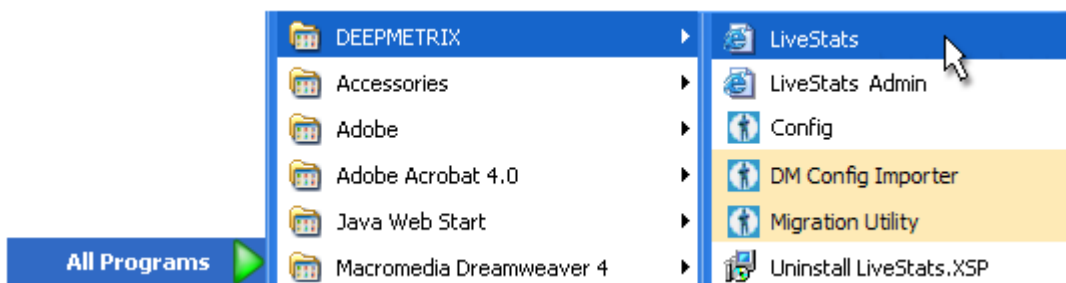 DEEPMETRIX
Accessories
Adobe
Adobe Acrobat 4.0
Java Web Start
All Programs
Macromedia Dreamweaver 4
LiveStats
LiveStats Admin
Config
DM Config Importer
Migration Utility
Uninstall LiveStats.XSP